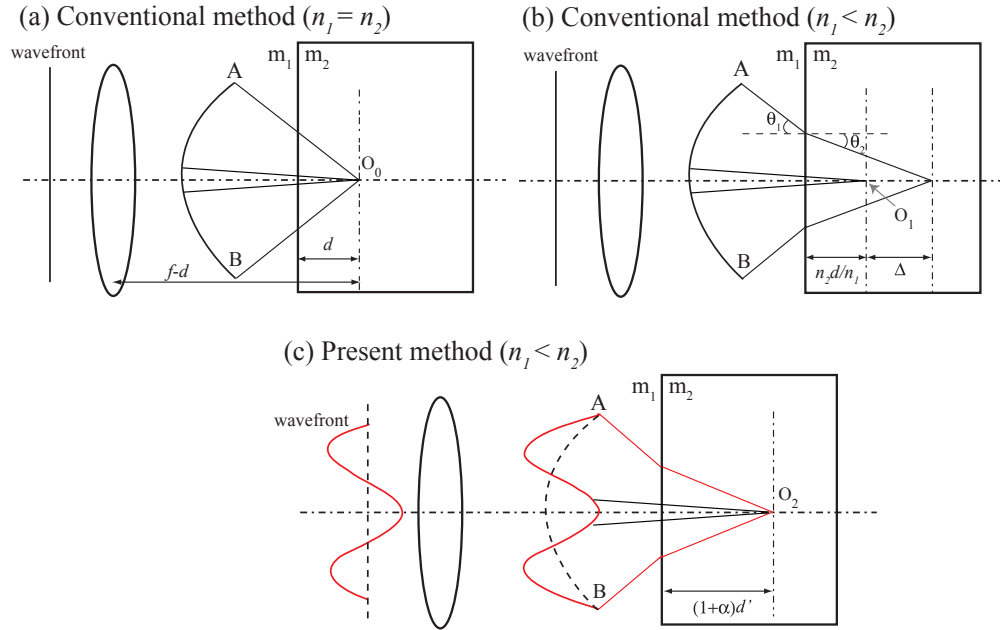 (a) Conventional method (n₁ = n₂)
wavefront
m₁ m₂
A
O₀
B
d
f-d
(b) Conventional method (n₁ < n₂)
wavefront
m₁ m₂
A
θ₁
θ₂
O₁
B
n₂d/n₁
Δ
(c) Present method (n₁ < n₂)
wavefront
m₁ m₂
A
O₂
B
(1+α)d'